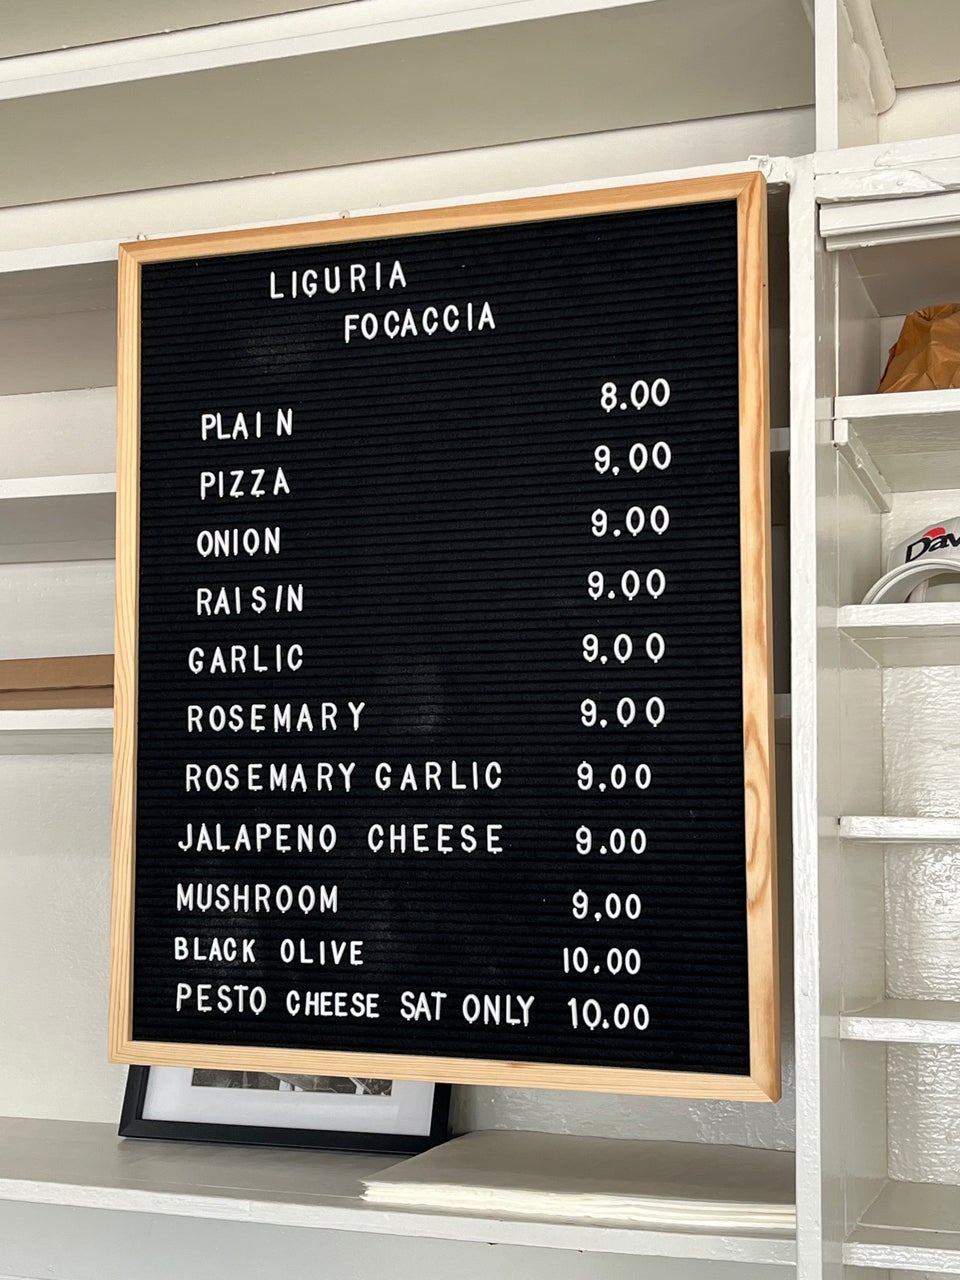 LIGURIA
FOCACCIA
PLAIN 8.00
PIZZA 9.00
ONION 9.00
RAISIN 9.00
GARLIC 9.00
ROSEMARY 9.00
ROSEMARY GARLIC 9.00
JALAPENO CHEESE 9.00
MUSHROOM 9.00
BLACK OLIVE 10.00
PESTO CHEESE SAT ONLY 10.00